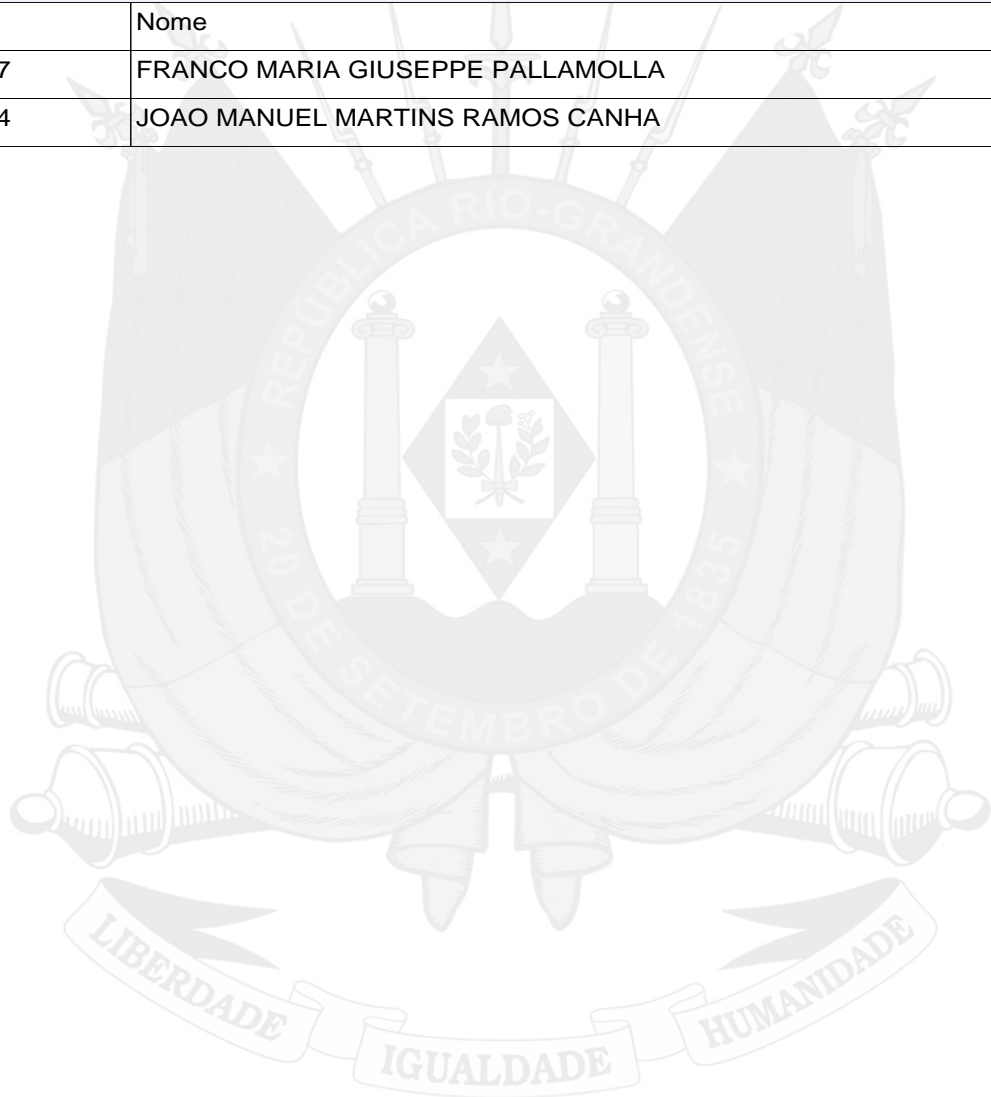 Nome
7 FRANCO MARIA GIUSEPPE PALLAMOLLA
4 JOAO MANUEL MARTINS RAMOS CANHA
REPÚBLICA RIO-GRANDENSE
20 DE SETEMBRO DE 1835
LIBERDADE
IGUALDADE
HUMANIDADE